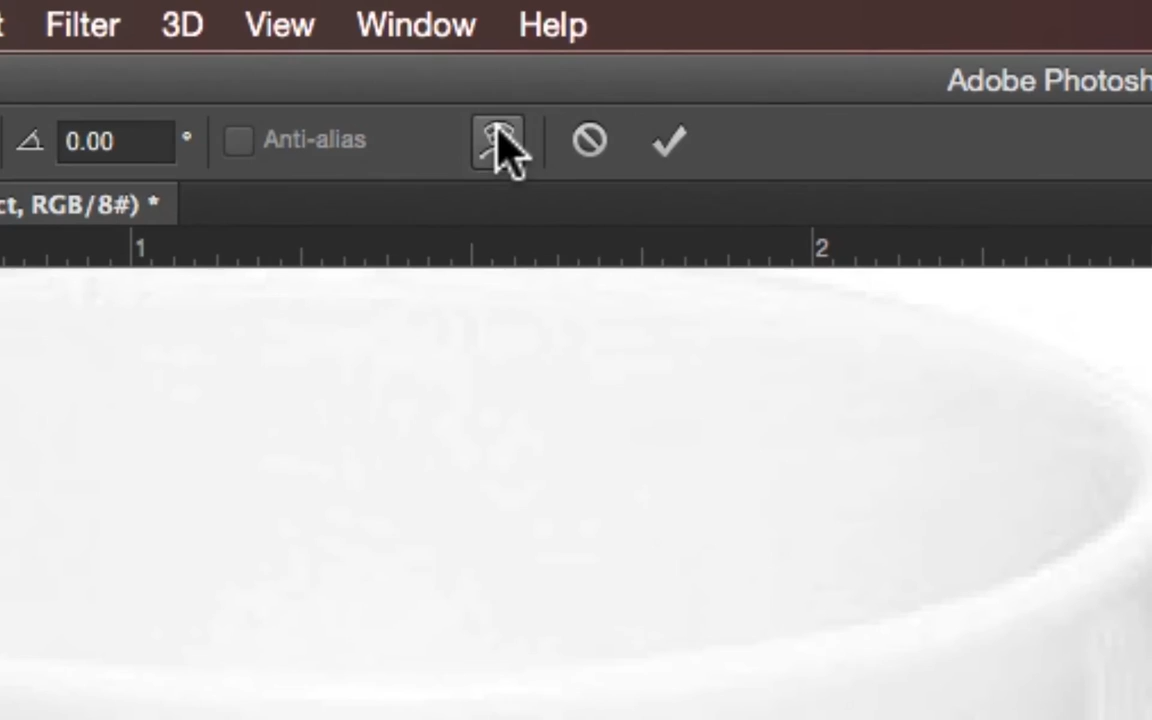 Filter 3D View Window Help
Adobe Photosh
0.00 ° Anti-alias
ct, RGB/8#) *
1 2